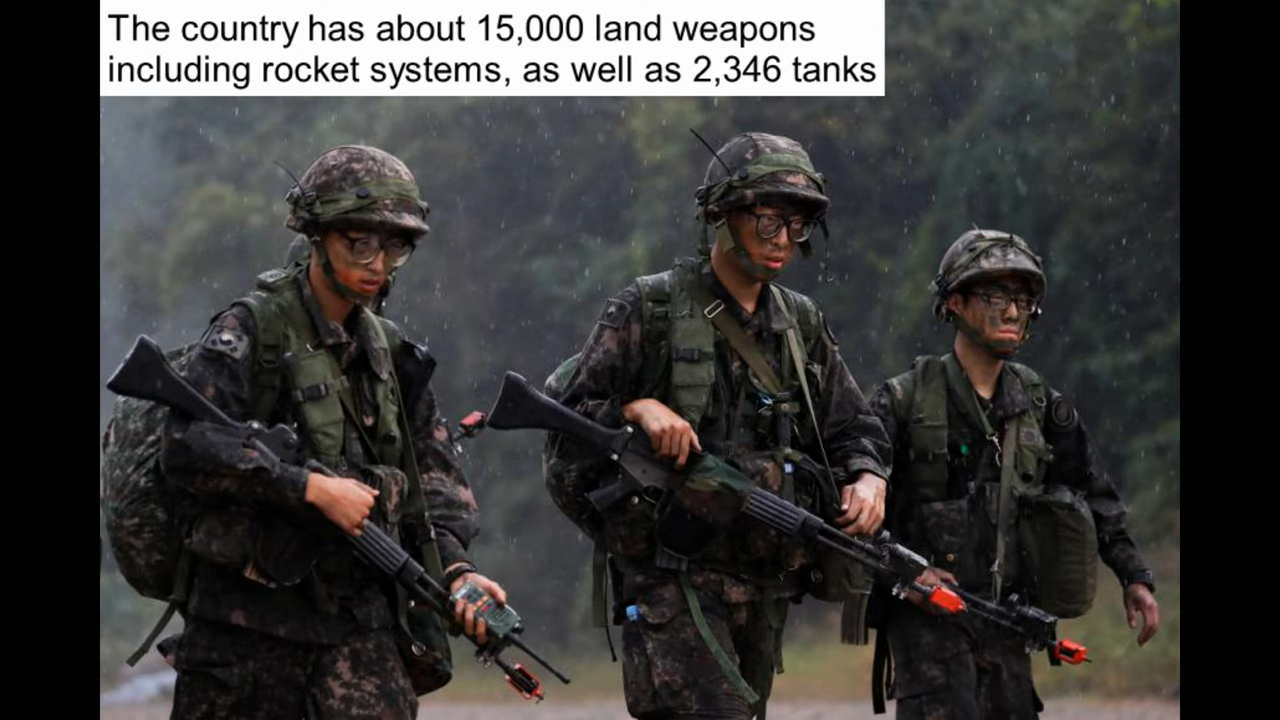 The country has about 15,000 land weapons
including rocket systems, as well as 2,346 tanks